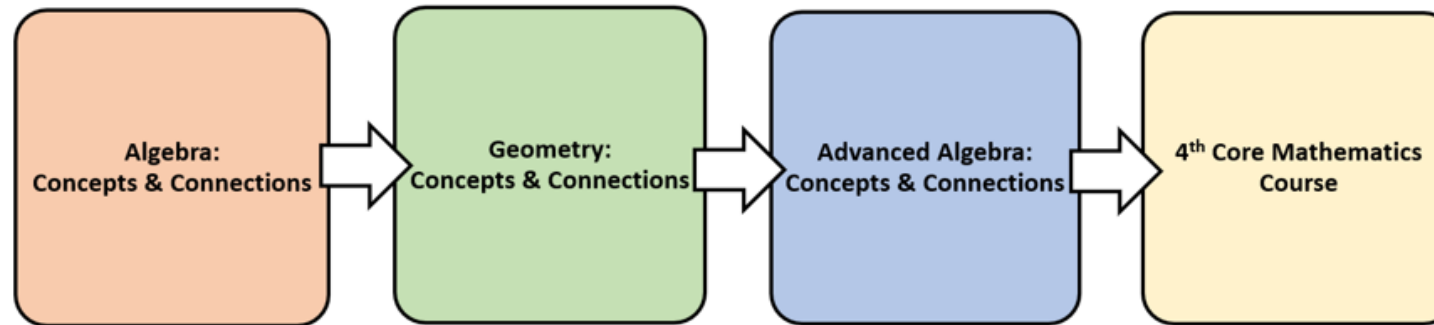 Algebra:
Concepts & Connections
Geometry:
Concepts & Connections
Advanced Algebra:
Concepts & Connections
4th Core Mathematics
Course